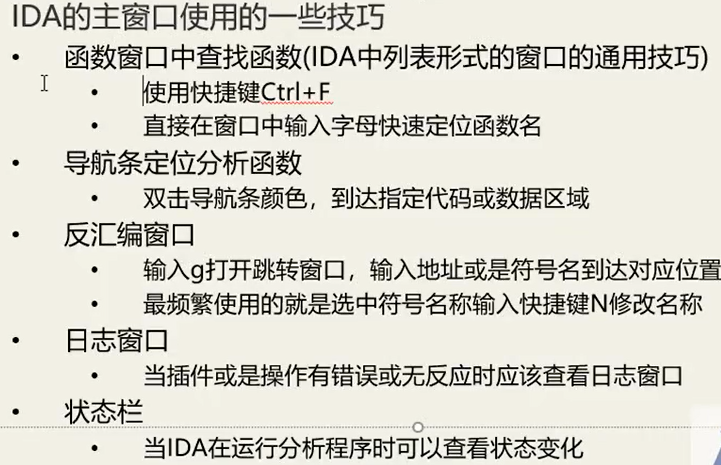 IDA的主窗口使用的一些技巧
• 函数窗口中查找函数(IDA中列表形式的窗口的通用技巧)
• 使用快捷键Ctrl+F
• 直接在窗口中输入字母快速定位函数名
• 导航条定位分析函数
• 双击导航条颜色，到达指定代码或数据区域
• 反汇编窗口
• 输入g打开跳转窗口，输入地址或是符号名到达对应位置
• 最频繁使用的就是选中符号名称输入快捷键N修改名称
• 日志窗口
• 当插件或是操作有错误或无反应时应该查看日志窗口
• 状态栏
• 当IDA在运行分析程序时可以查看状态变化